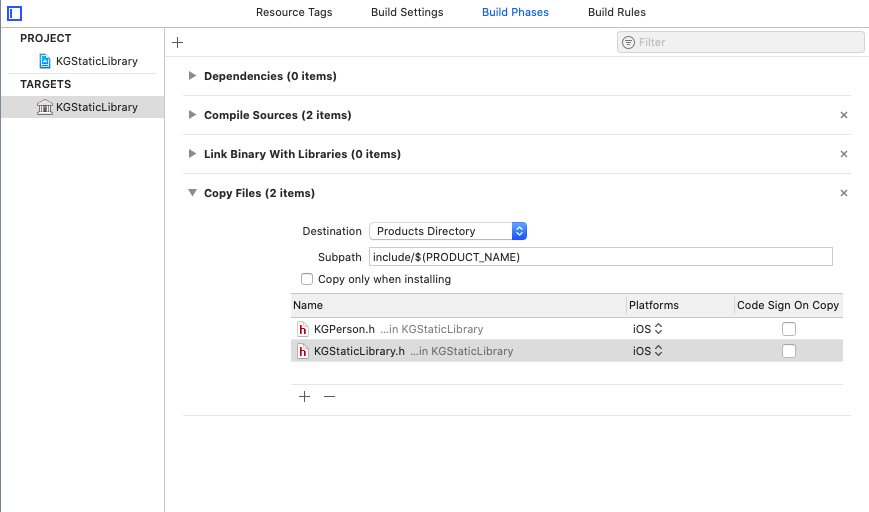 Resource Tags Build Settings Build Phases Build Rules
PROJECT
KGStaticLibrary
TARGETS
KGStaticLibrary
Filter
Dependencies (0 items)
Compile Sources (2 items)
Link Binary With Libraries (0 items)
Copy Files (2 items)
Destination Products Directory
Subpath include/$(PRODUCT_NAME)
Copy only when installing
Name Platforms Code Sign On Copy
KGPerson.h ...in KGStaticLibrary iOS
KGStaticLibrary.h ...in KGStaticLibrary iOS